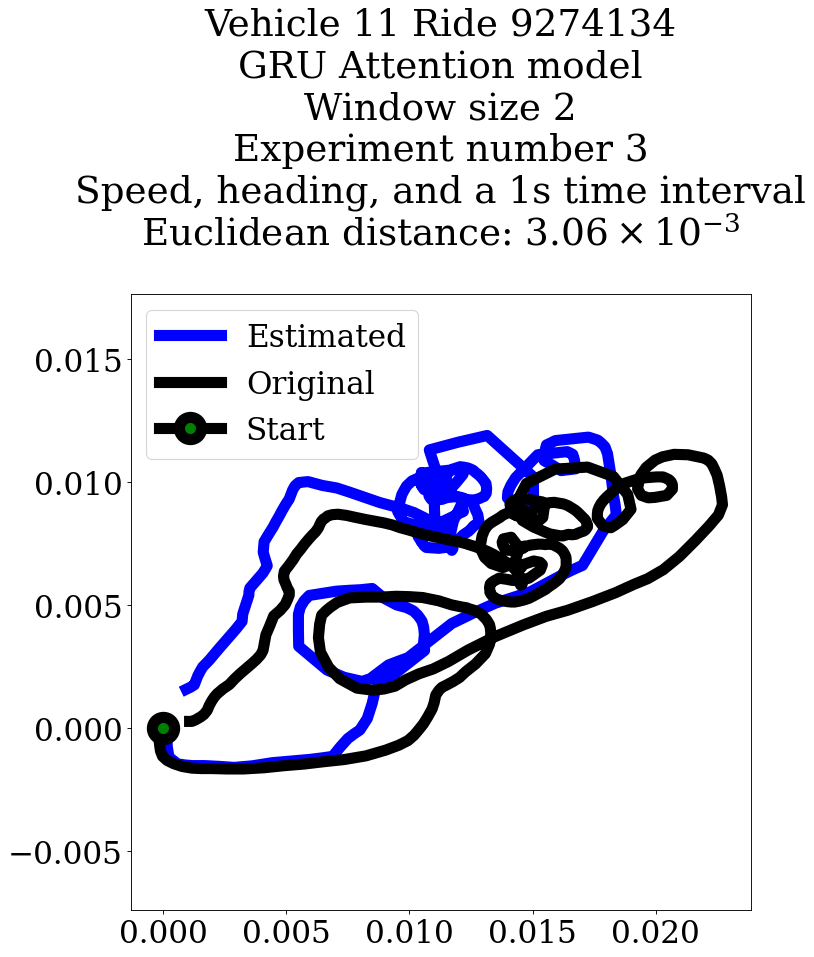 Vehicle 11 Ride 9274134
GRU Attention model
Window size 2
Experiment number 3
Speed, heading, and a 1s time interval
Euclidean distance: 3.06 × 10⁻³
Estimated
Original
Start
0.015
0.010
0.005
0.000
−0.005
0.000 0.005 0.010 0.015 0.020